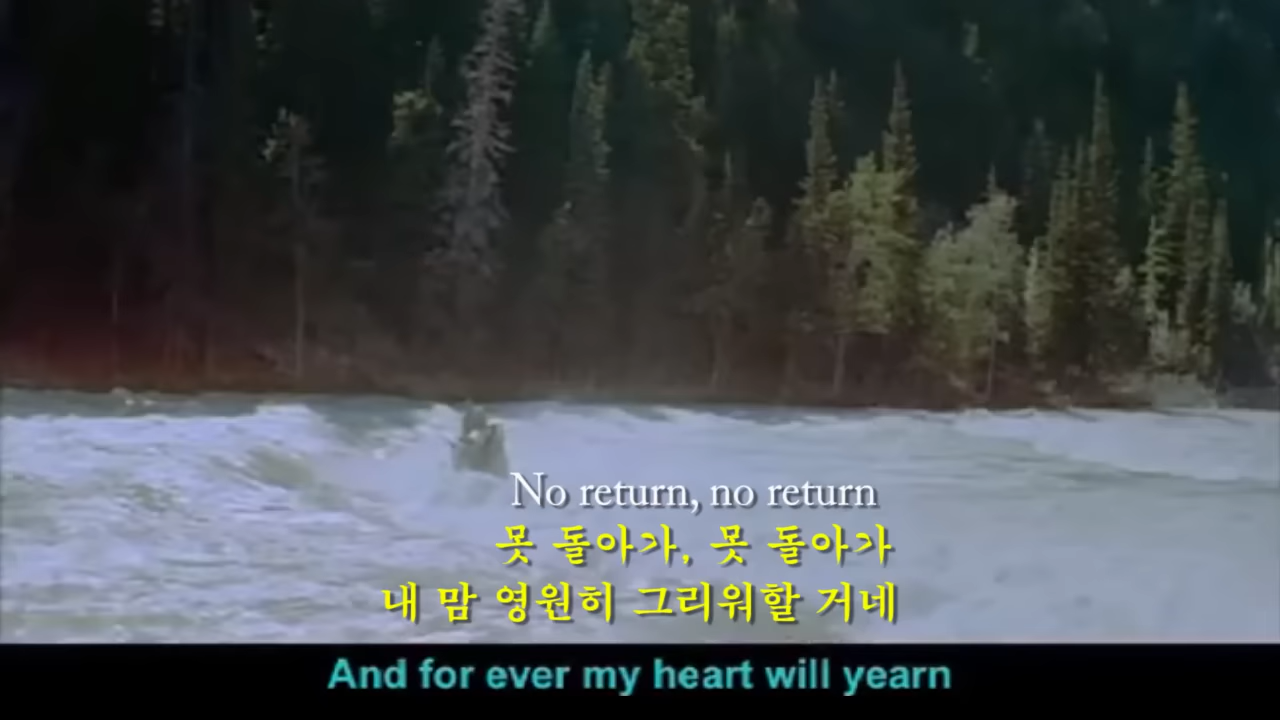 No return, no return
못 돌아가, 못 돌아가
내 맘 영원히 그리워할 거네
And for ever my heart will yearn